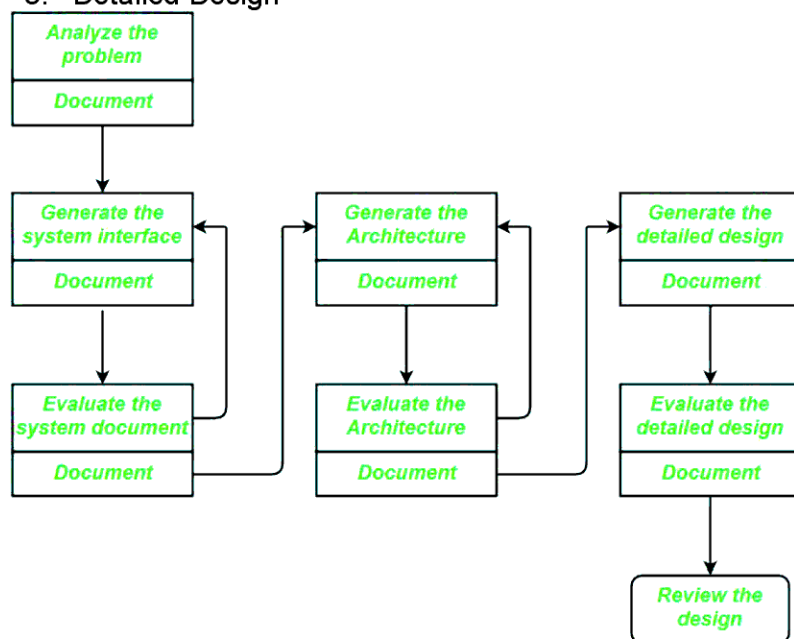 3. Detailed Design
Analyze the
problem
Document
Generate the
system interface
Document
Evaluate the
system document
Document
Generate the
Architecture
Document
Evaluate the
Architecture
Document
Generate the
detailed design
Document
Evaluate the
detailed design
Document
Review the
design